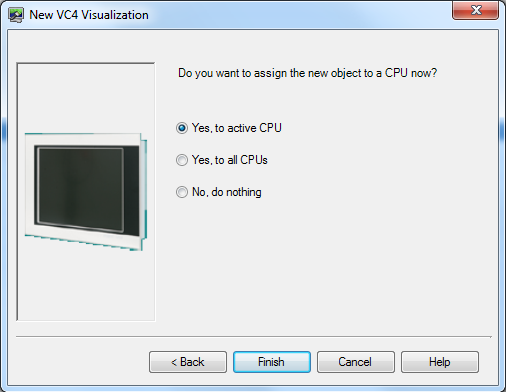 New VC4 Visualization
Do you want to assign the new object to a CPU now?
Yes, to active CPU
Yes, to all CPUs
No, do nothing
< Back
Finish
Cancel
Help